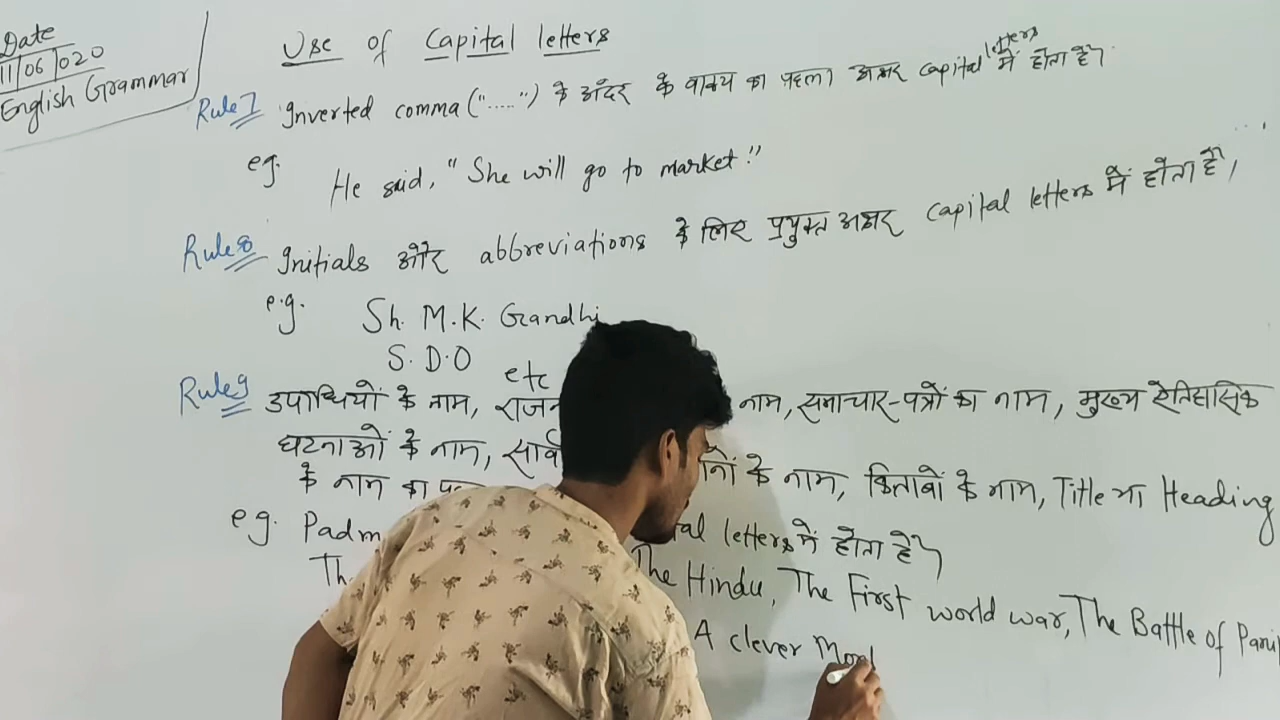 Date
11/06/020
English Grammar
Use of Capital letters
Rule 7 Inverted comma (".....") के अंदर के वाक्य का पहला अक्षर capital letters में होता है।
eg. He said, "She will go to market."
Rule 8 Initials और abbreviations के लिए प्रयुक्त अक्षर capital letters में होता है।
e.g. Sh. M.K. Gandhi
S.D.O etc
Rule 9 उपाधियों के नाम, नाम, समाचार-पत्रों का नाम, मुख्य ऐतिहासिक
घटनाओं के नाम, के नाम, किताबों के नाम, Title या Heading
के नाम का letters में होता है।
eg. Padm
The Hindu, The First world war, The Battle of Pani
A clever Mon